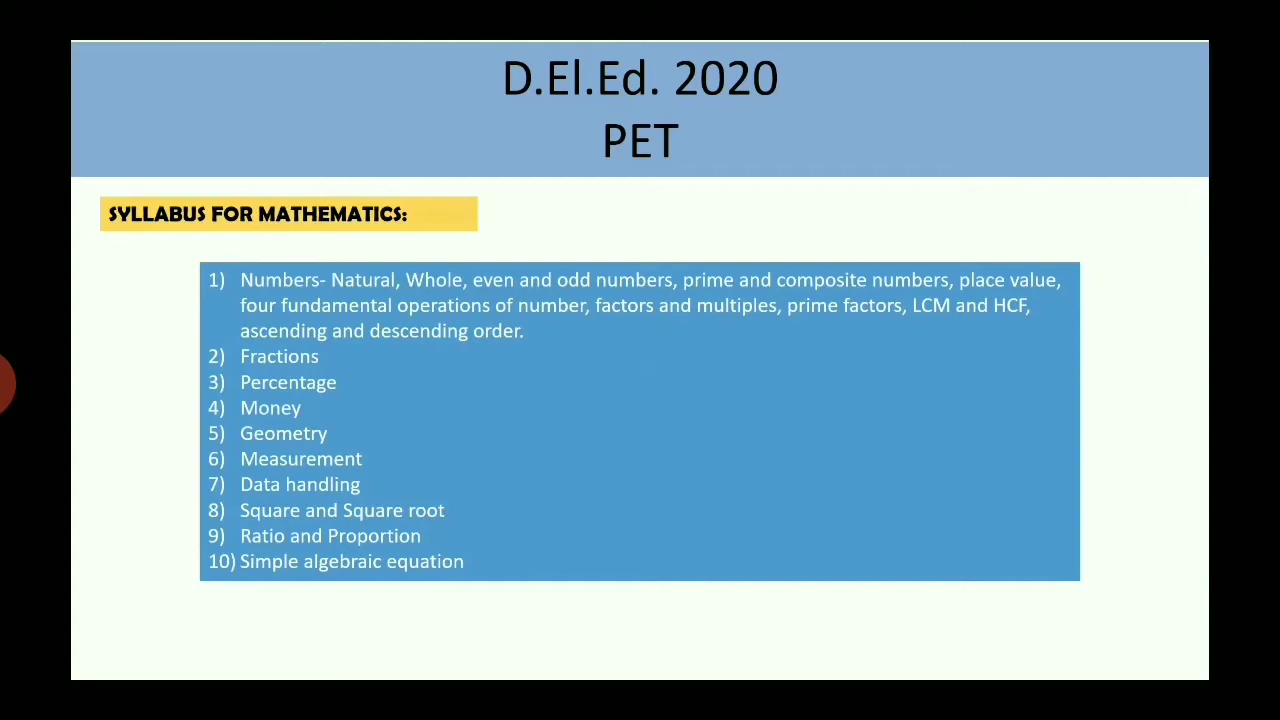 D.El.Ed. 2020
PET
SYLLABUS FOR MATHEMATICS:
1) Numbers- Natural, Whole, even and odd numbers, prime and composite numbers, place value,
four fundamental operations of number, factors and multiples, prime factors, LCM and HCF,
ascending and descending order.
2) Fractions
3) Percentage
4) Money
5) Geometry
6) Measurement
7) Data handling
8) Square and Square root
9) Ratio and Proportion
10) Simple algebraic equation